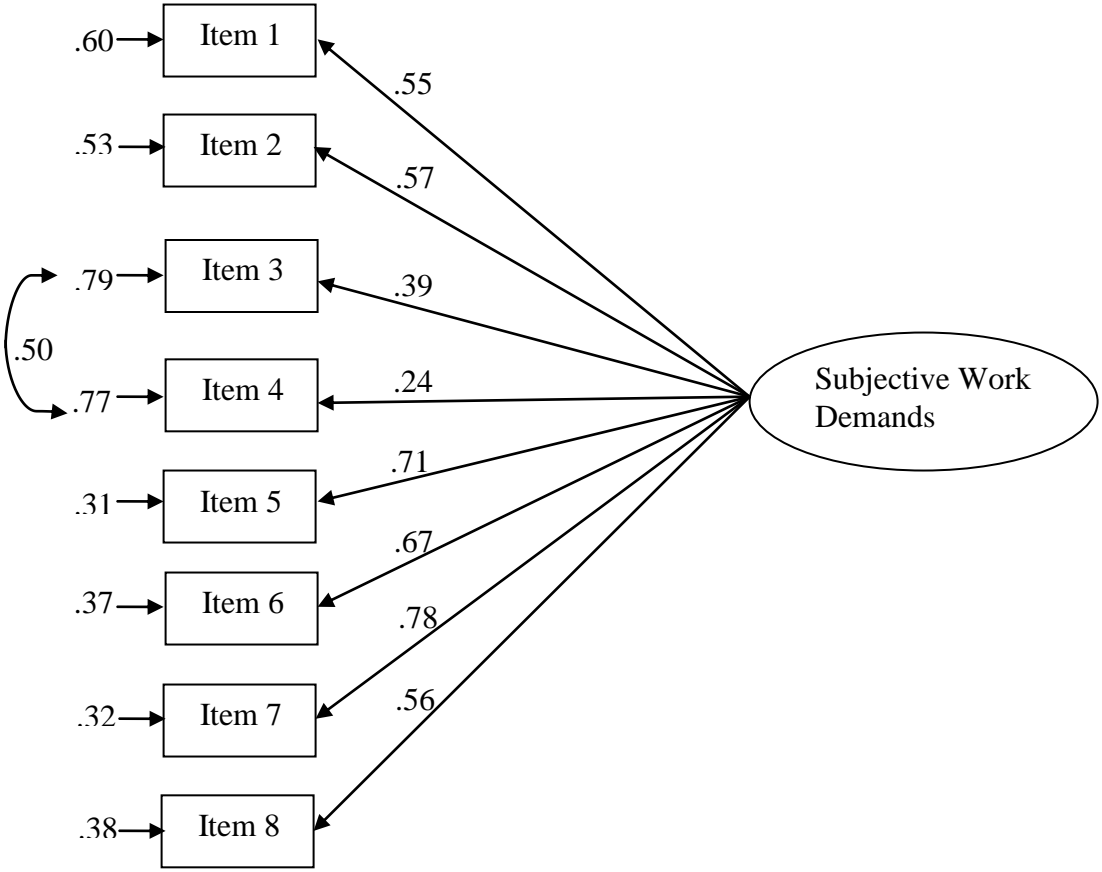 .60
Item 1
.55
.53
Item 2
.57
.79
Item 3
.39
.50
.77
Item 4
.24
Subjective Work
Demands
.71
.31
Item 5
.67
.37
Item 6
.78
.32
Item 7
.56
.38
Item 8